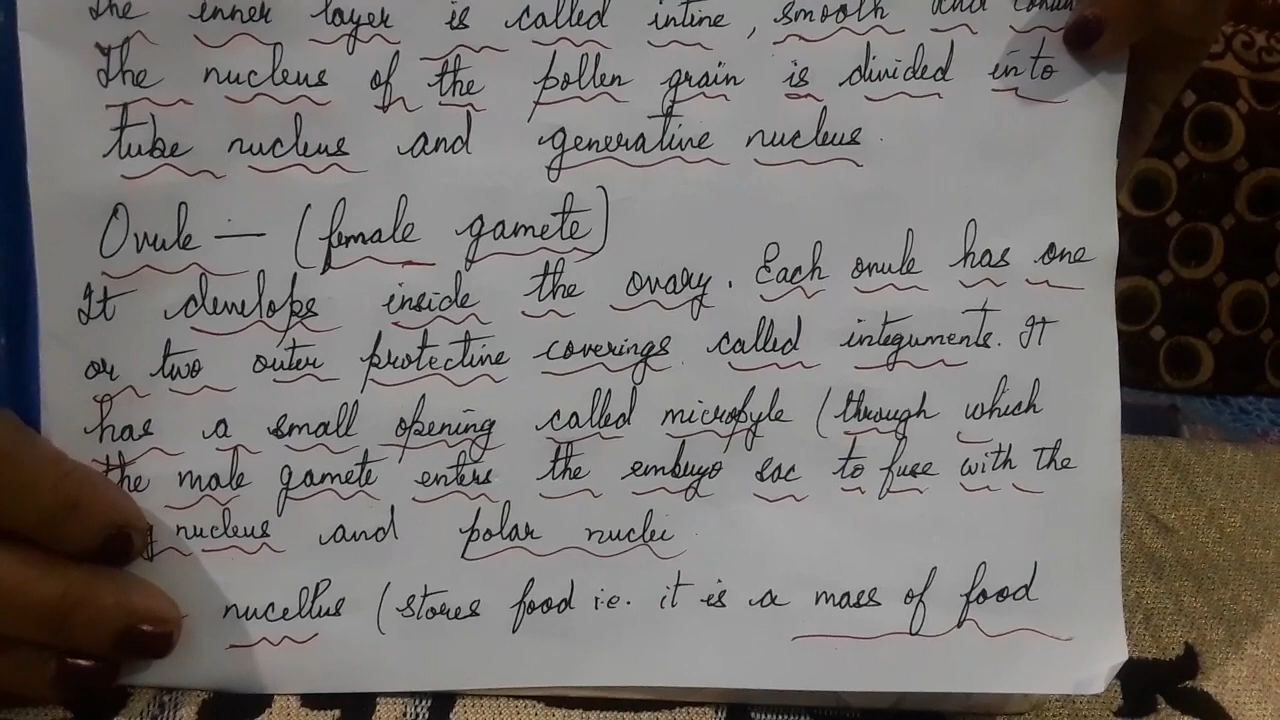 The inner layer is called intine, smooth and
The nucleus of the pollen grain is divided into
tube nucleus and generative nucleus.
Ovule — (female gamete)
It develops inside the ovary. Each ovule has one
or two outer protective coverings called integuments. It
has a small opening called micropyle (through which
the male gamete enters the embryo sac to fuse with the
nucleus and polar nuclei
nucellus (stores food i.e. it is a mass of food